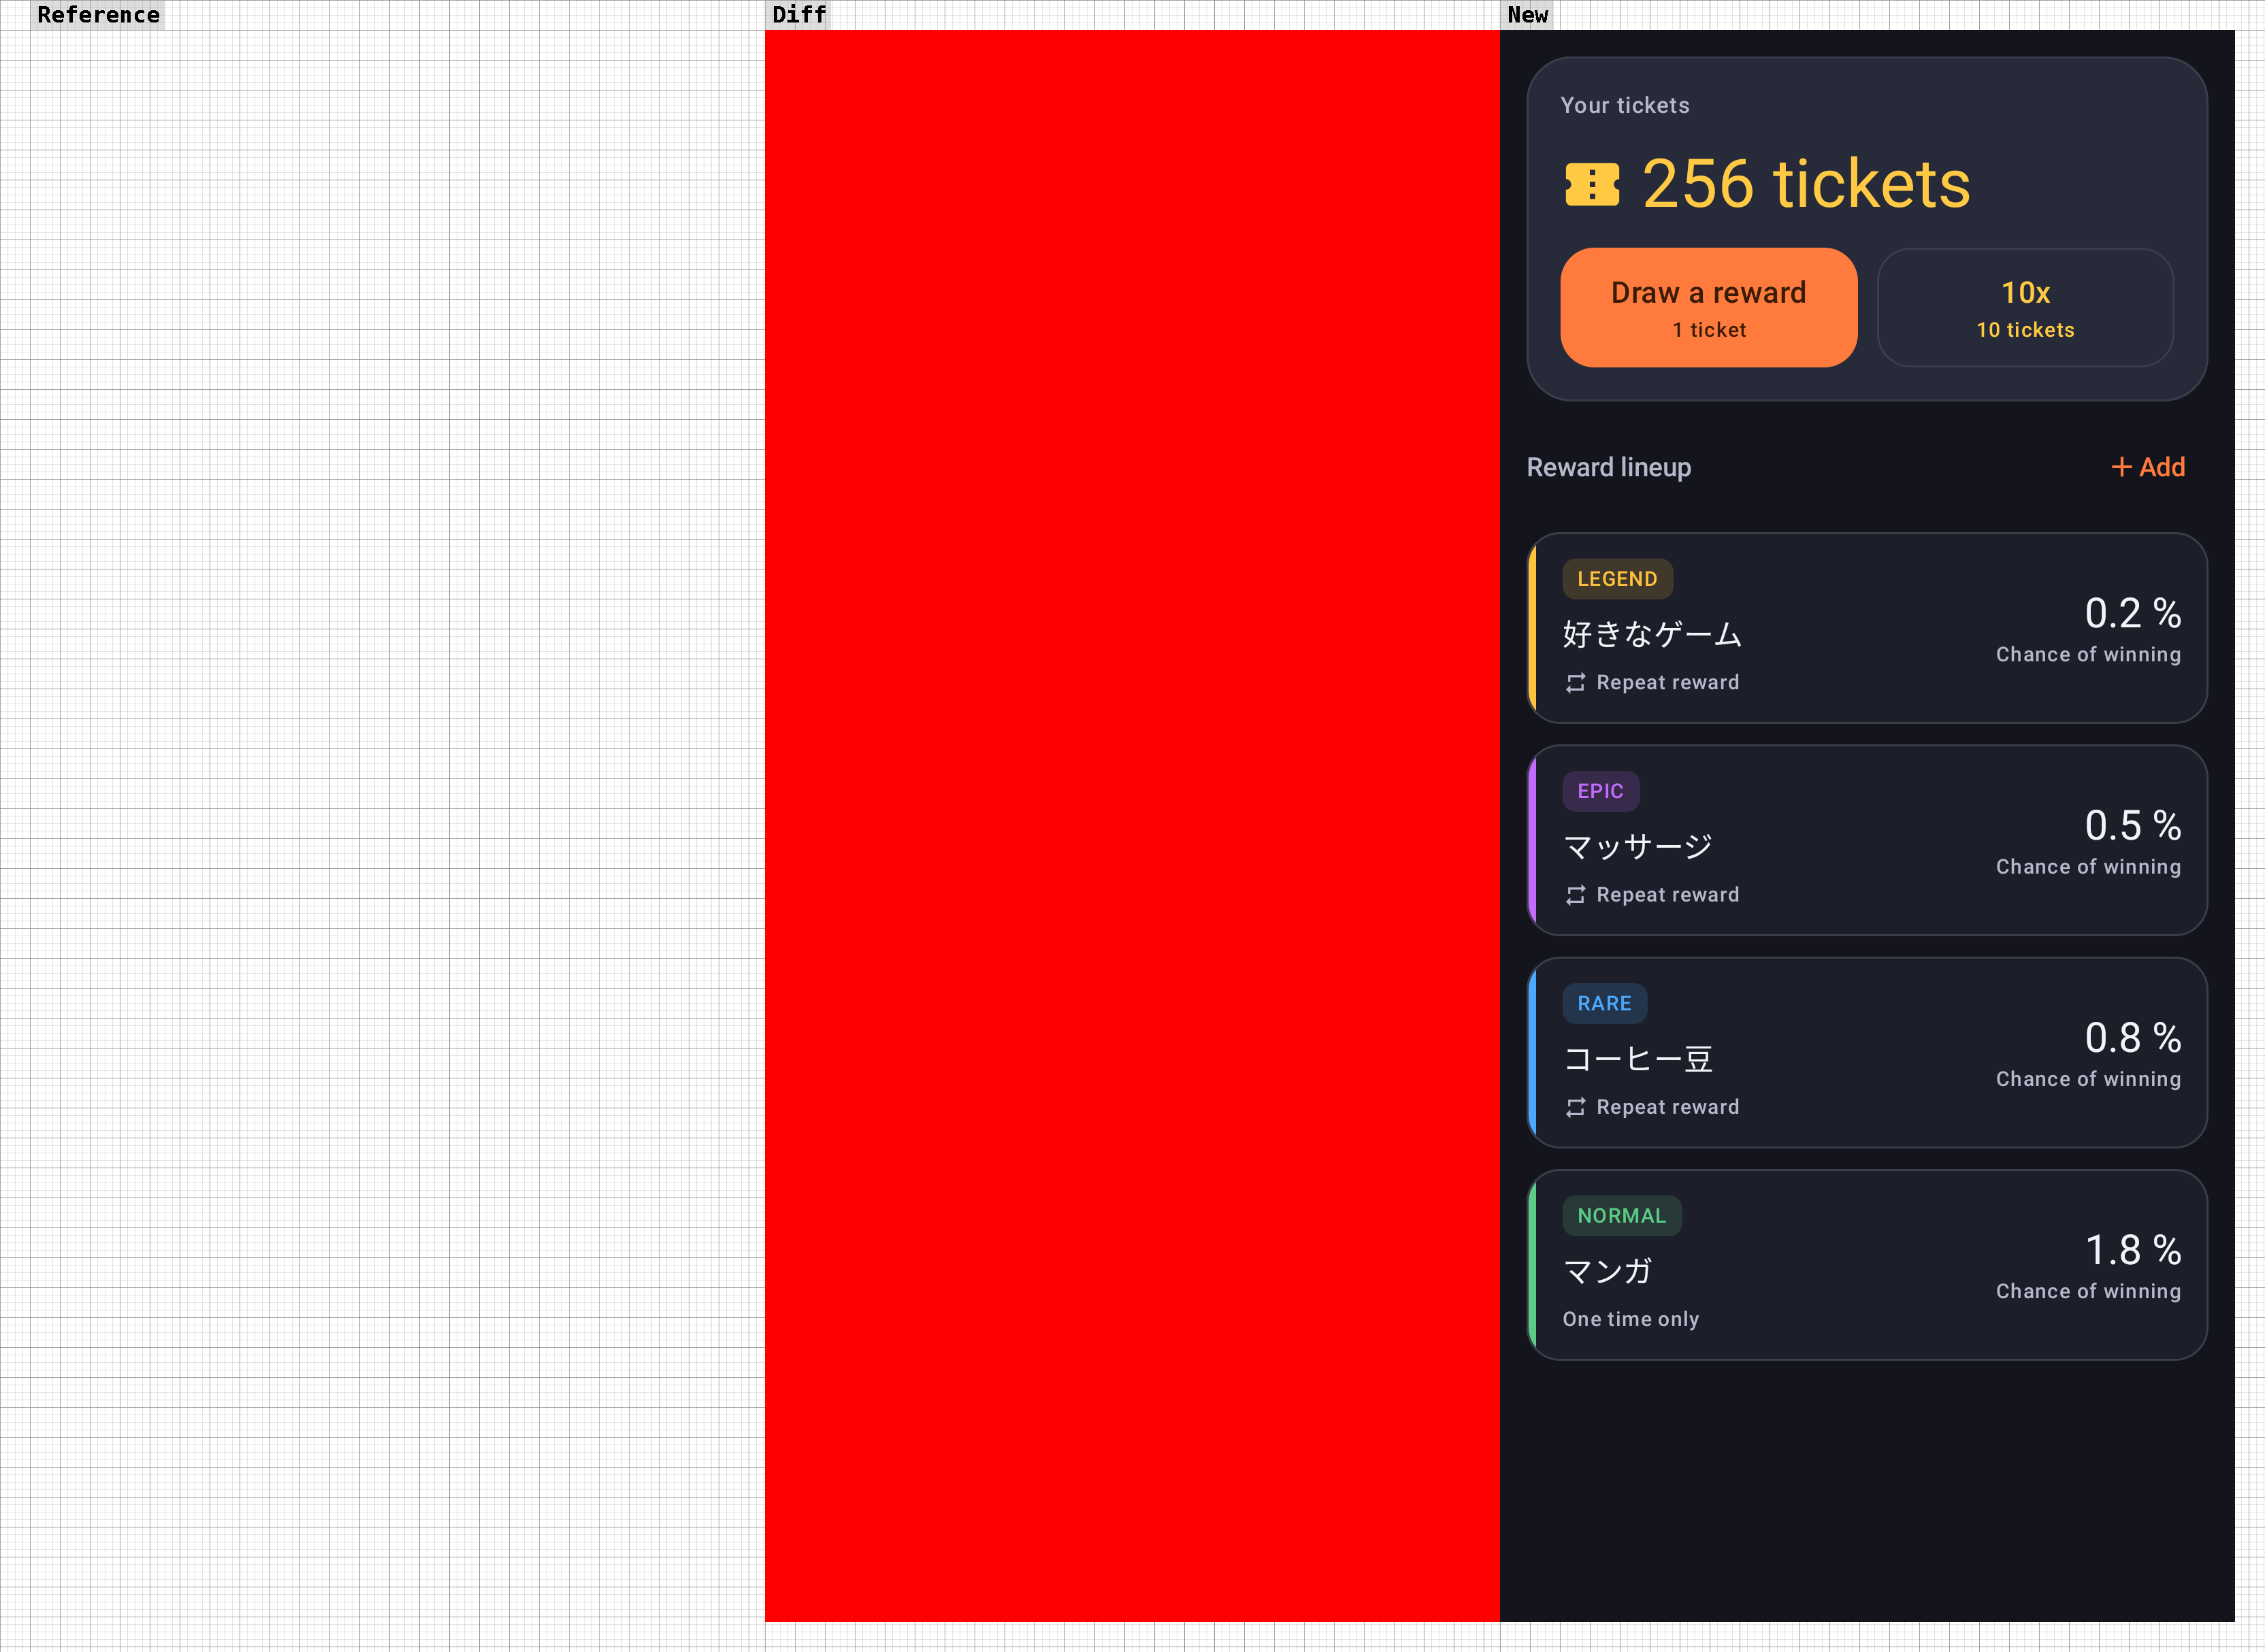 Reference
Diff
New
Your tickets
256 tickets
Draw a reward
1 ticket
10x
10 tickets
Reward lineup
+ Add
LEGEND
好きなゲーム
Repeat reward
0.2 %
Chance of winning
EPIC
マッサージ
Repeat reward
0.5 %
Chance of winning
RARE
コーヒー豆
Repeat reward
0.8 %
Chance of winning
NORMAL
マンガ
One time only
1.8 %
Chance of winning